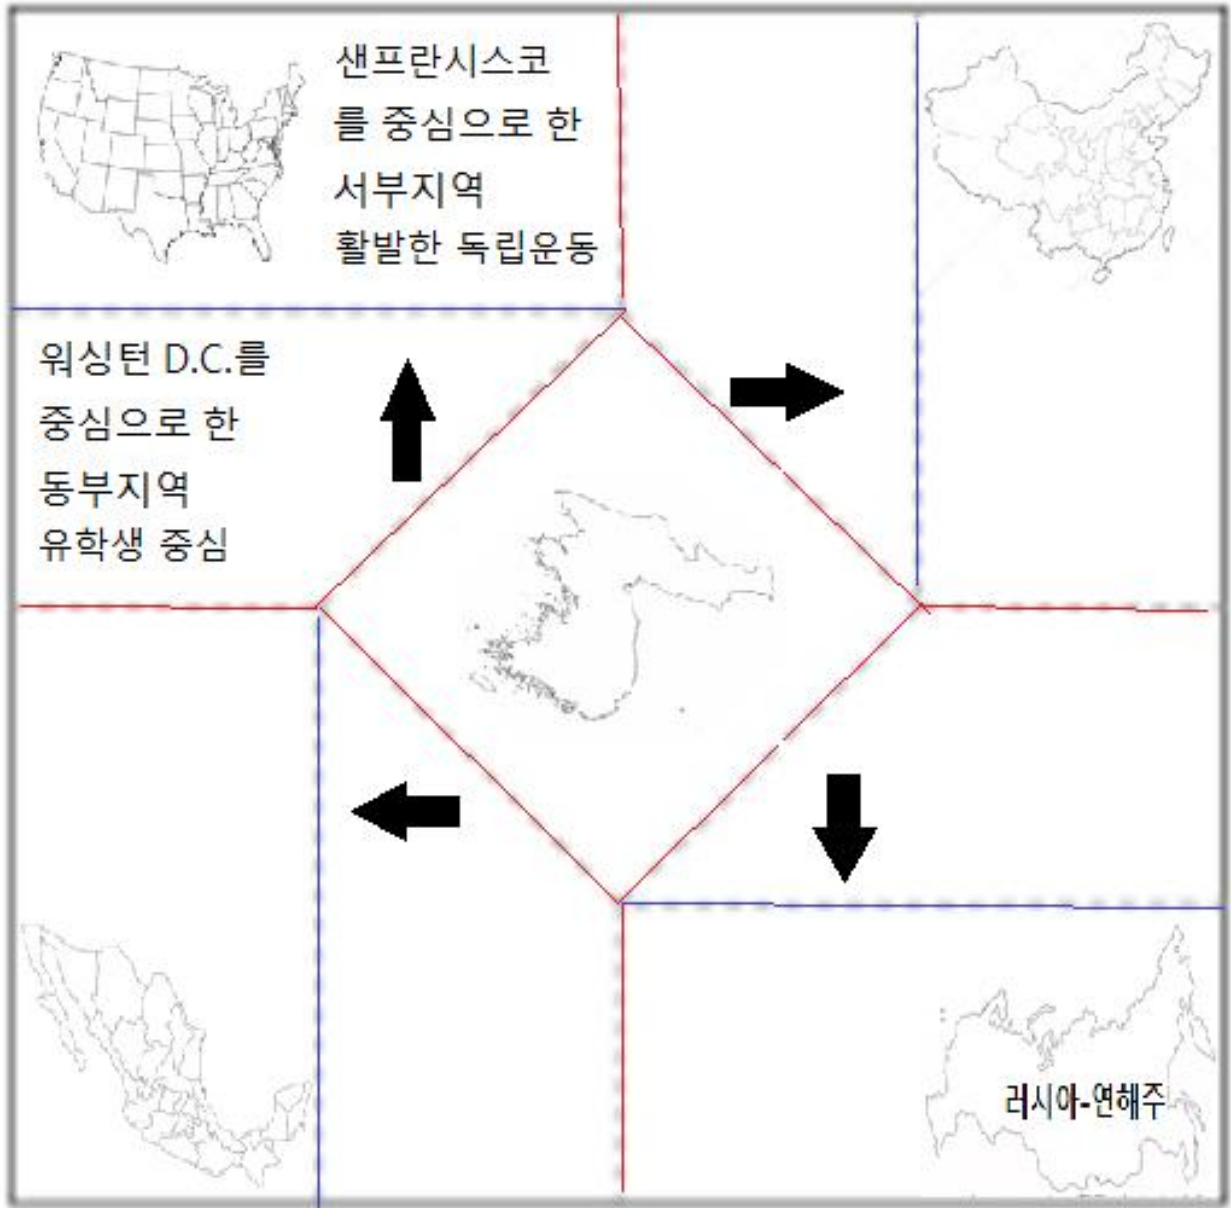 샌프란시스코
를 중심으로 한
서부지역
활발한 독립운동
워싱턴 D.C.를
중심으로 한
동부지역
유학생 중심
러시아-연해주